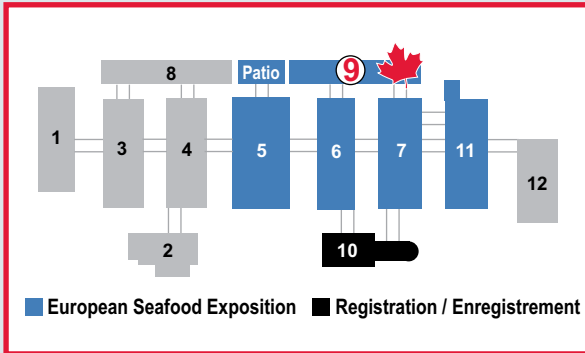 8 Patio 9
1 3 4 5 6 7 11 12
2 10
European Seafood Exposition Registration / Enregistrement